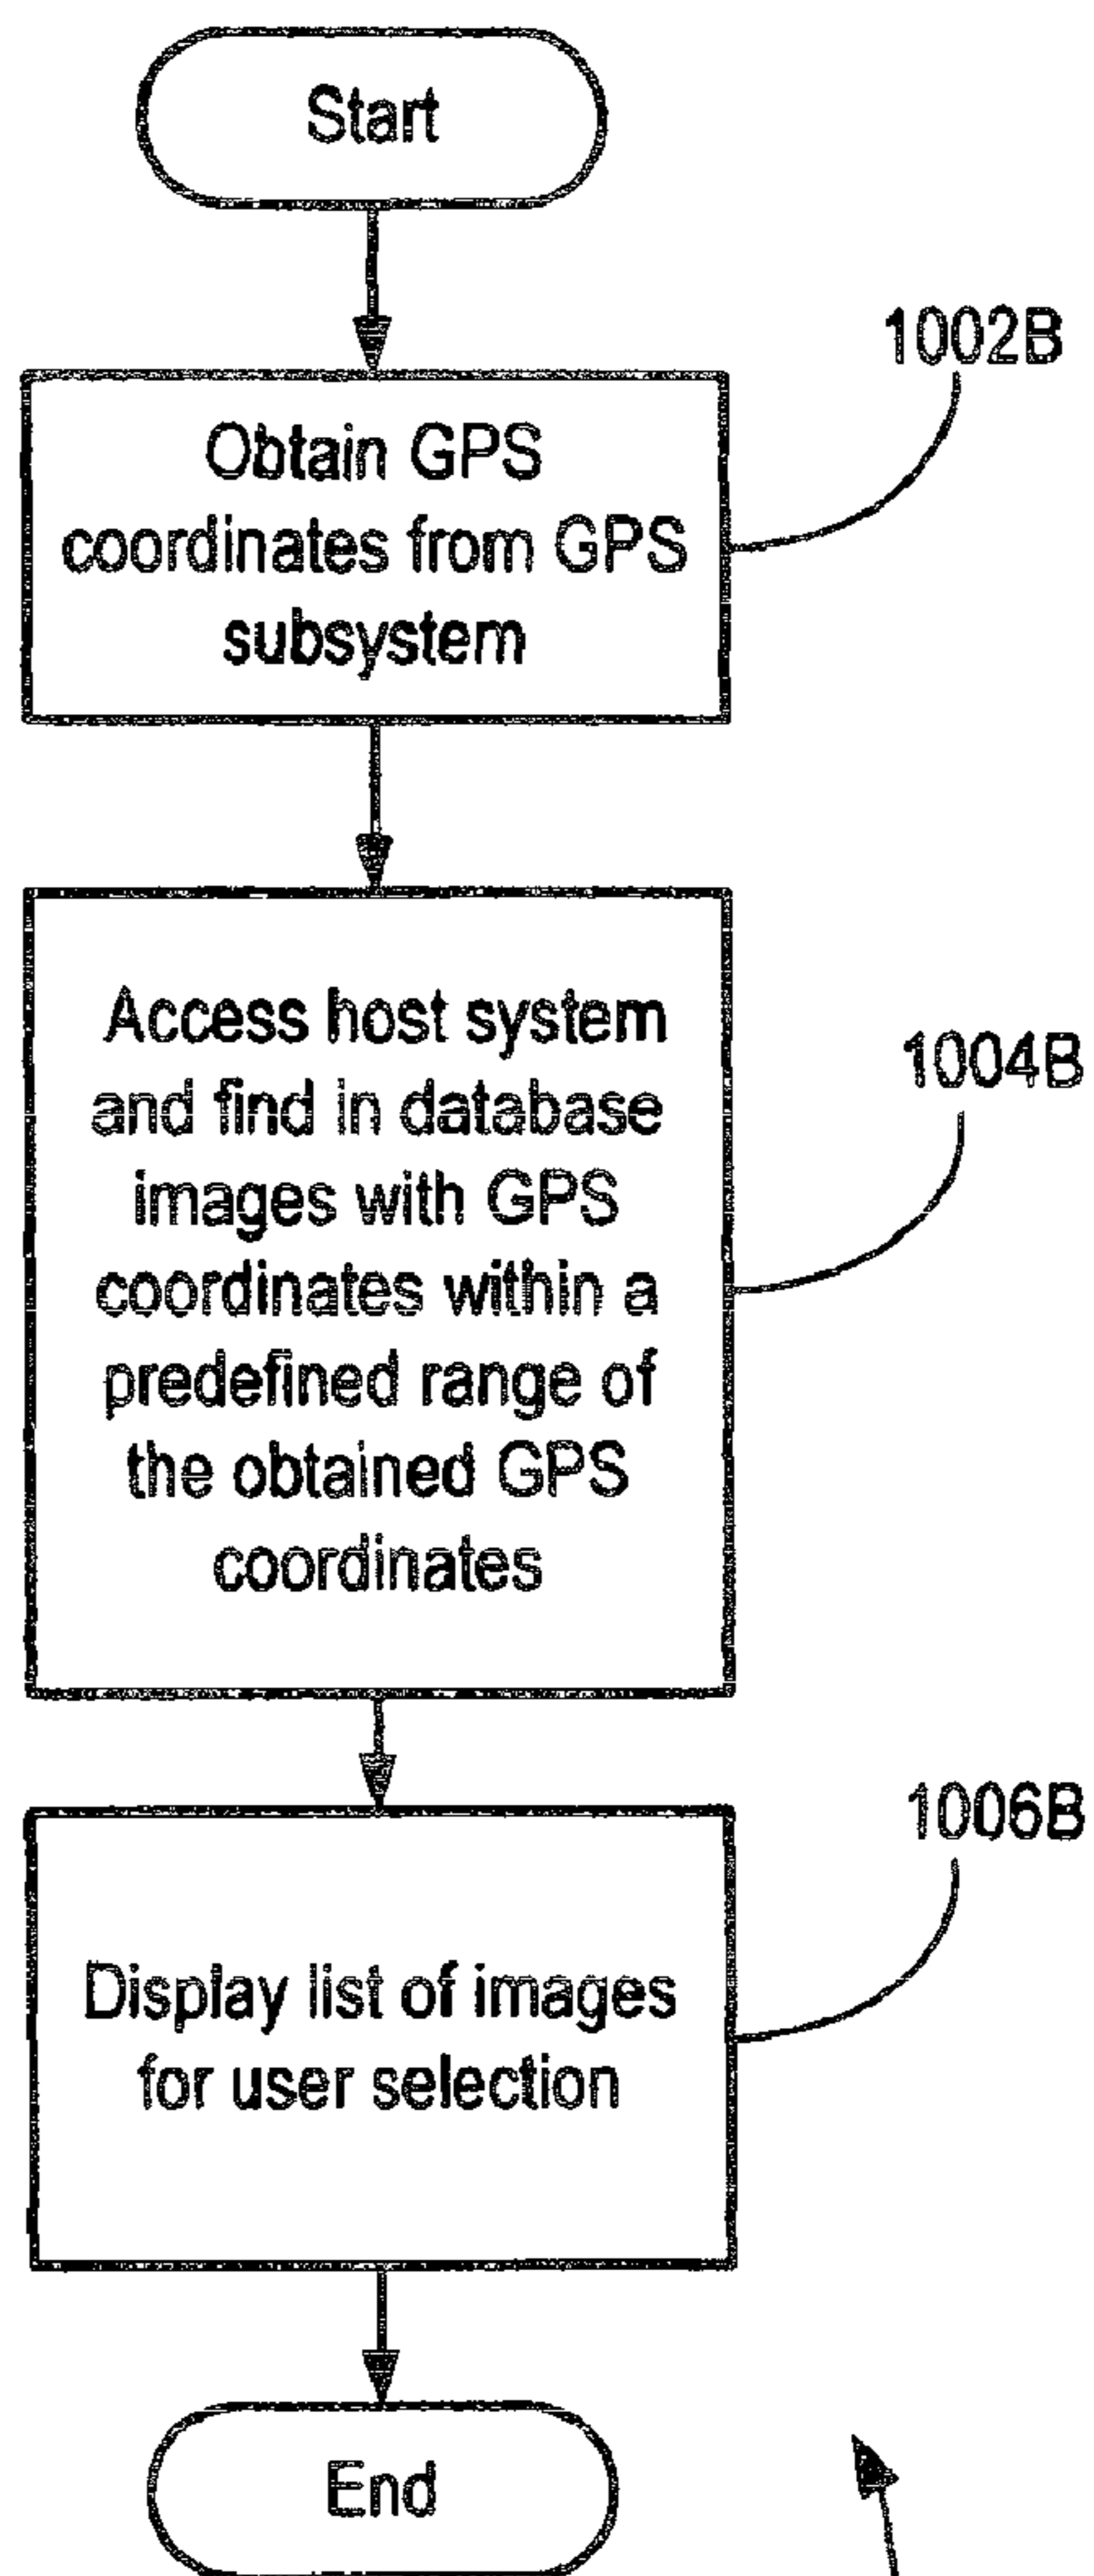 Start
1002B
Obtain GPS
coordinates from GPS
subsystem
1004B
Access host system
and find in database
images with GPS
coordinates within a
predefined range of
the obtained GPS
coordinates
1006B
Display list of images
for user selection
End